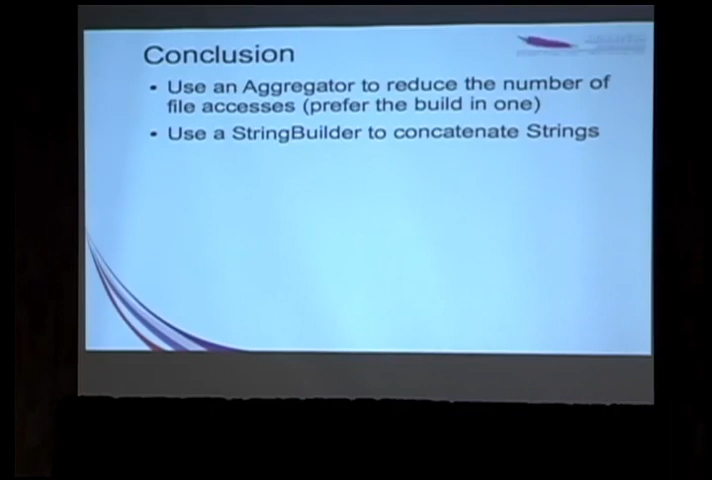 Conclusion
• Use an Aggregator to reduce the number of
file accesses (prefer the build in one)
• Use a StringBuilder to concatenate Strings